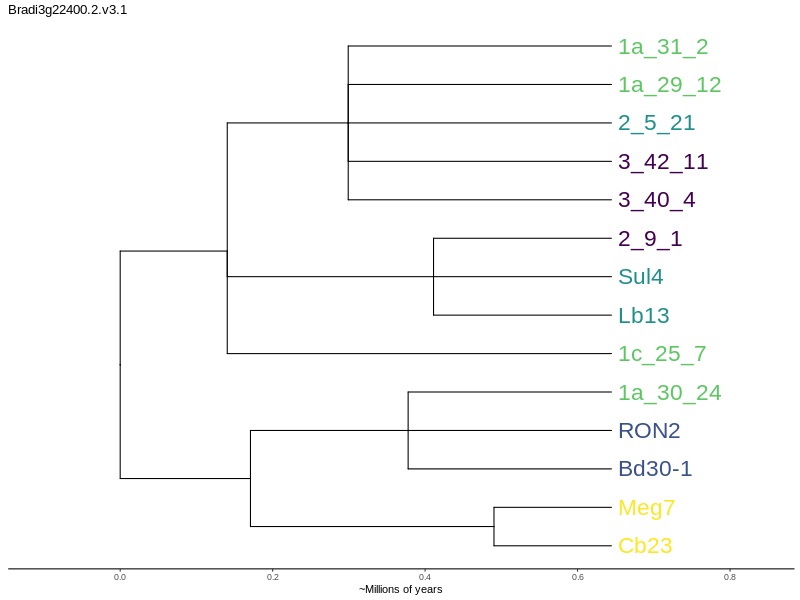 Bradi3g22400.2.v3.1
1a_31_2
1a_29_12
2_5_21
3_42_11
3_40_4
2_9_1
Sul4
Lb13
1c_25_7
1a_30_24
RON2
Bd30-1
Meg7
Cb23
0.0 0.2 0.4 0.6 0.8
~Millions of years